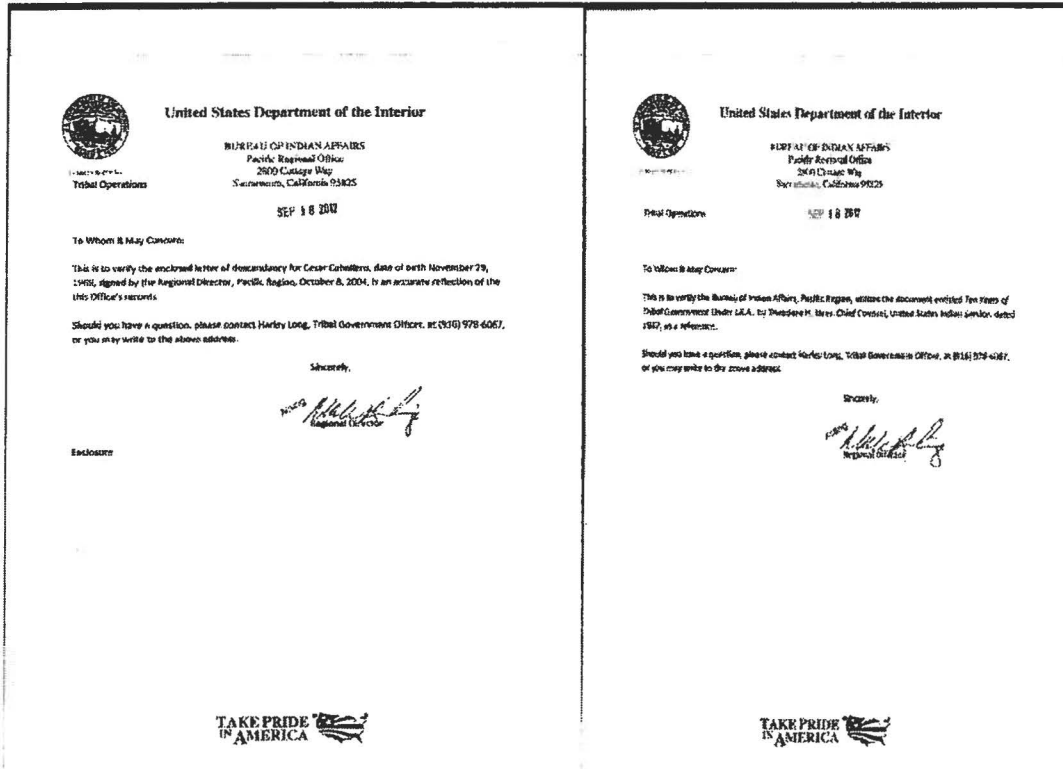 United States Department of the Interior
BUREAU OF INDIAN AFFAIRS
Pacific Regional Office
2800 Cottage Way
Sacramento, California 95825
Tribal Operations
SEP 18 2012
To Whom It May Concern:
This is to verify the enclosed letter of descendancy for Cesar Caballero, date of birth November 29,
1968, signed by the Regional Director, Pacific Region, October 8, 2004, is an accurate reflection of the
this Office's records.
Should you have a question, please contact Harley Long, Tribal Government Officer, at (916) 978-6067,
or you may write to the above address.
Sincerely,
Regional Director
Enclosure
TAKE PRIDE
IN AMERICA
United States Department of the Interior
BUREAU OF INDIAN AFFAIRS
Pacific Regional Office
2800 Cottage Way
Sacramento, California 95825
Tribal Operations
SEP 18 2012
To Whom It May Concern:
This is to verify the Bureau of Indian Affairs, Pacific Region, utilizes the document entitled Ten Years of
Tribal Government Under I.R.A. by Theodore H. Haas, Chief Counsel, United States Indian Service, dated
1947, as a reference.
Should you have a question, please contact Harley Long, Tribal Government Officer, at (916) 978-6067,
or you may write to the above address.
Sincerely,
Regional Director
TAKE PRIDE
IN AMERICA